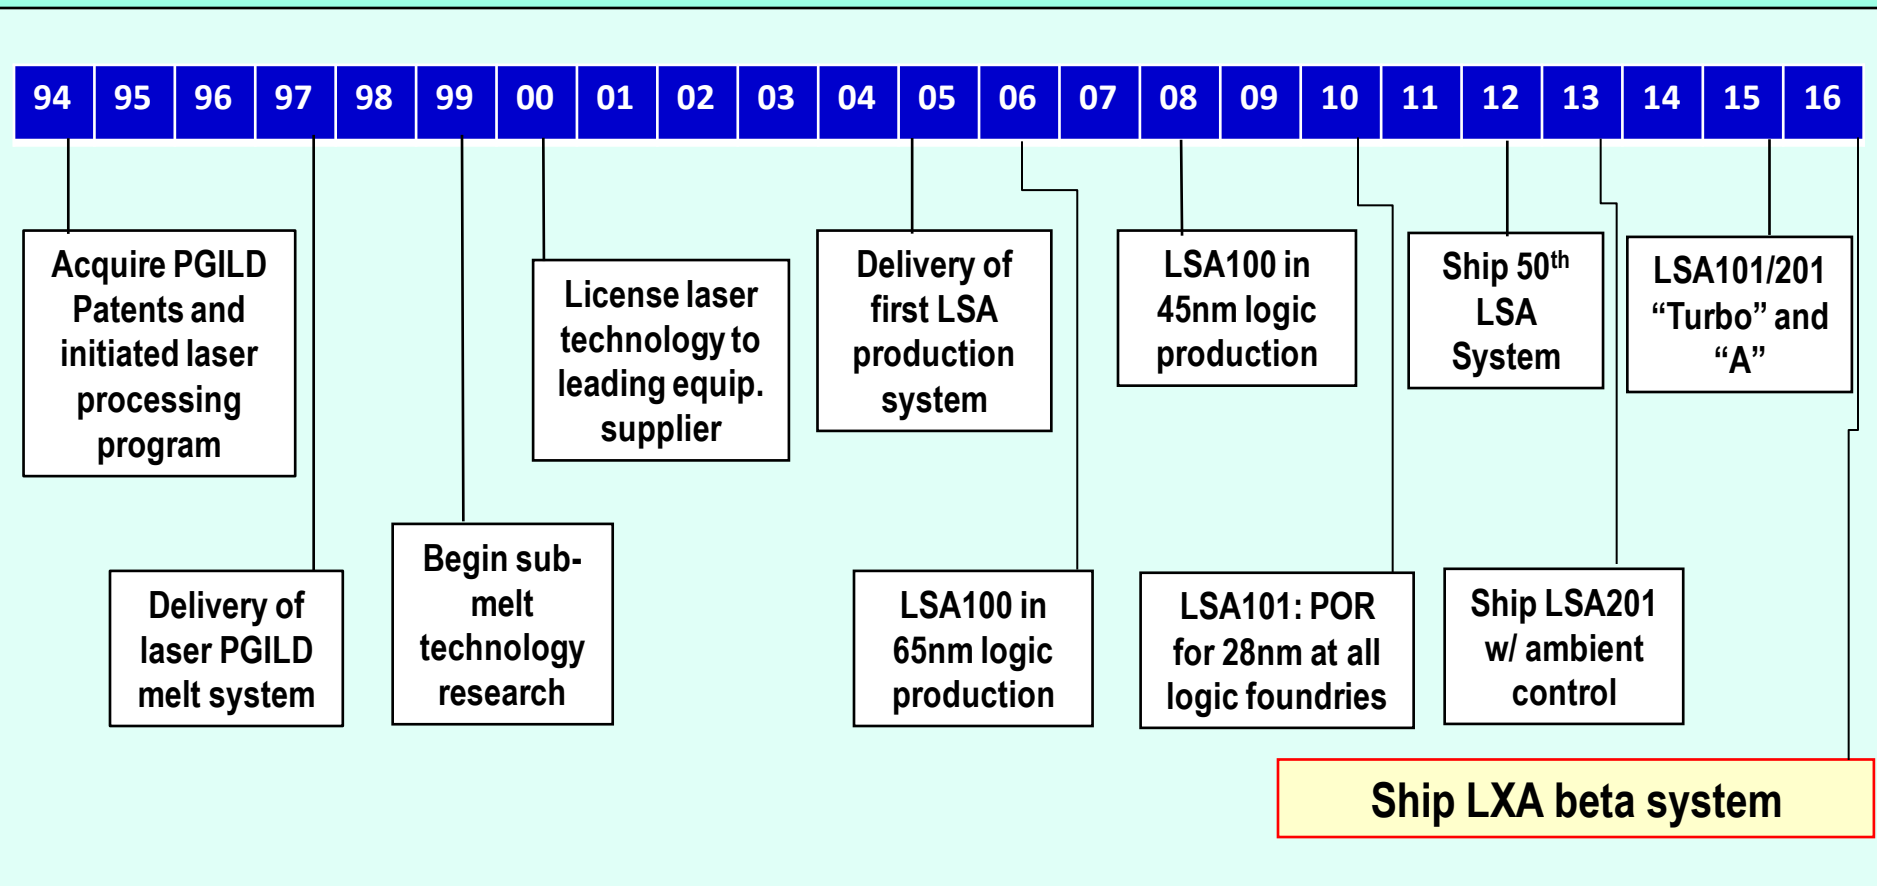 94 95 96 97 98 99 00 01 02 03 04 05 06 07 08 09 10 11 12 13 14 15 16
Acquire PGILD
Patents and
initiated laser
processing
program
License laser
technology to
leading equip.
supplier
Delivery of
first LSA
production
system
LSA100 in
45nm logic
production
Ship 50th
LSA
System
LSA101/201
“Turbo” and
“A”
Delivery of
laser PGILD
melt system
Begin sub-
melt
technology
research
LSA100 in
65nm logic
production
LSA101: POR
for 28nm at all
logic foundries
Ship LSA201
w/ ambient
control
Ship LXA beta system